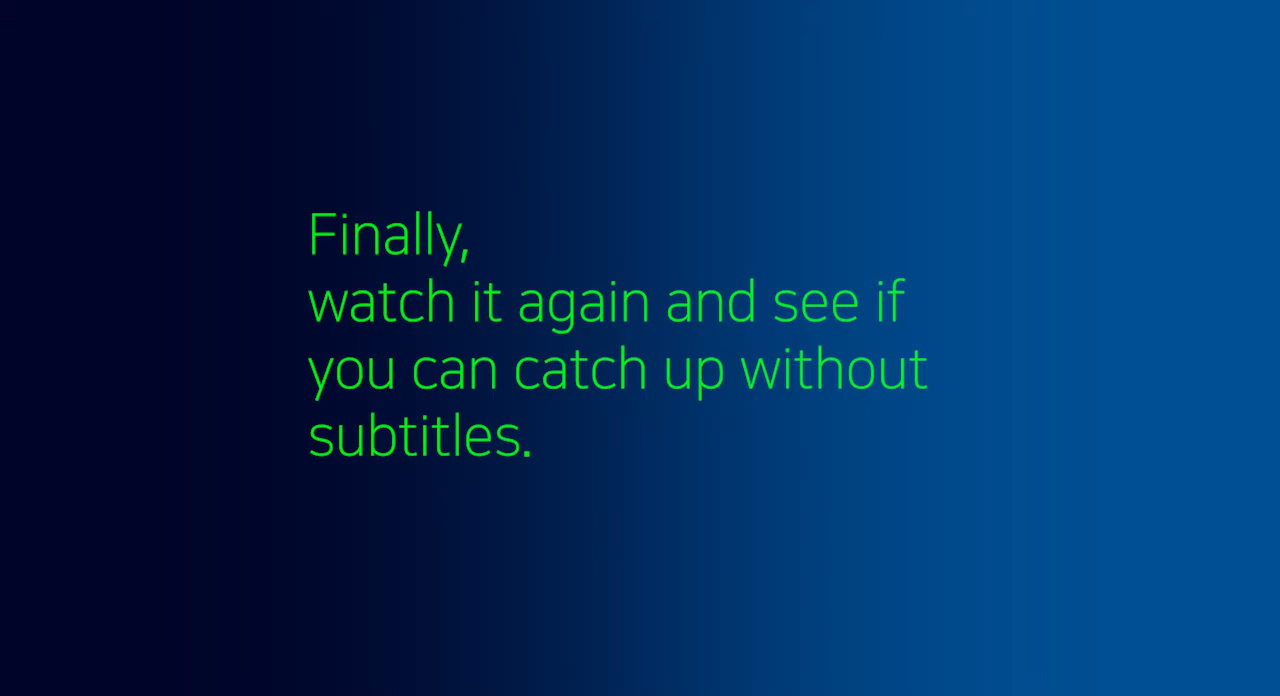 Finally,
watch it again and see if
you can catch up without
subtitles.